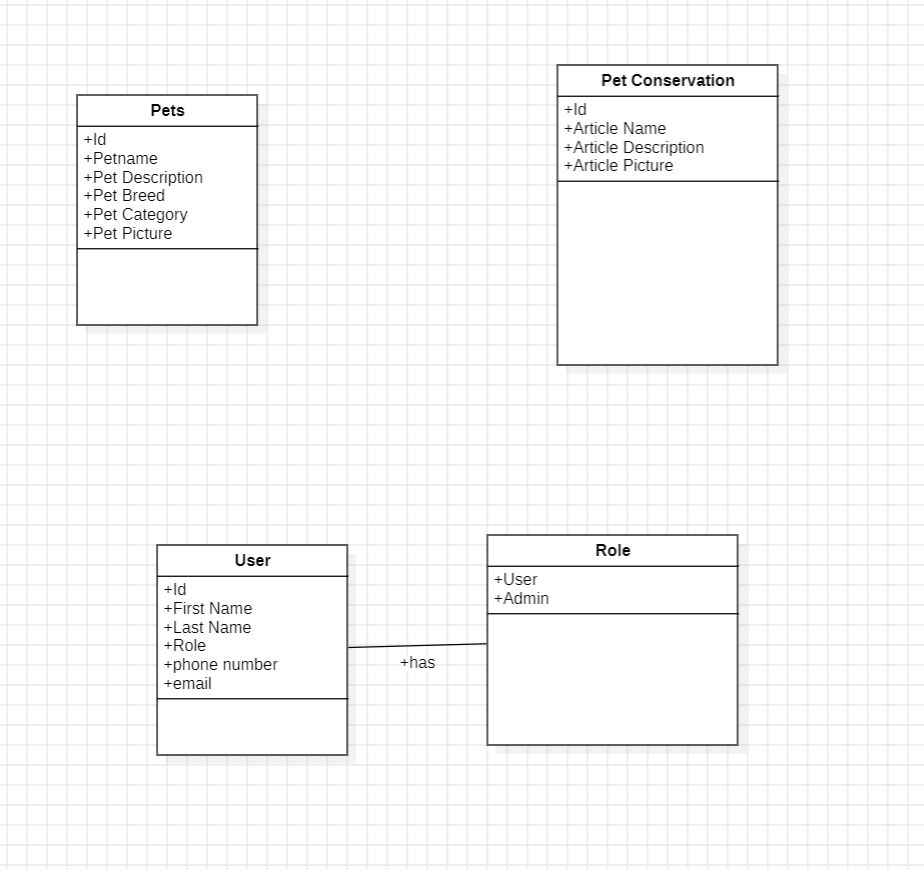 Pets
+Id
+Petname
+Pet Description
+Pet Breed
+Pet Category
+Pet Picture
Pet Conservation
+Id
+Article Name
+Article Description
+Article Picture
User
+Id
+First Name
+Last Name
+Role
+phone number
+email
+has
Role
+User
+Admin